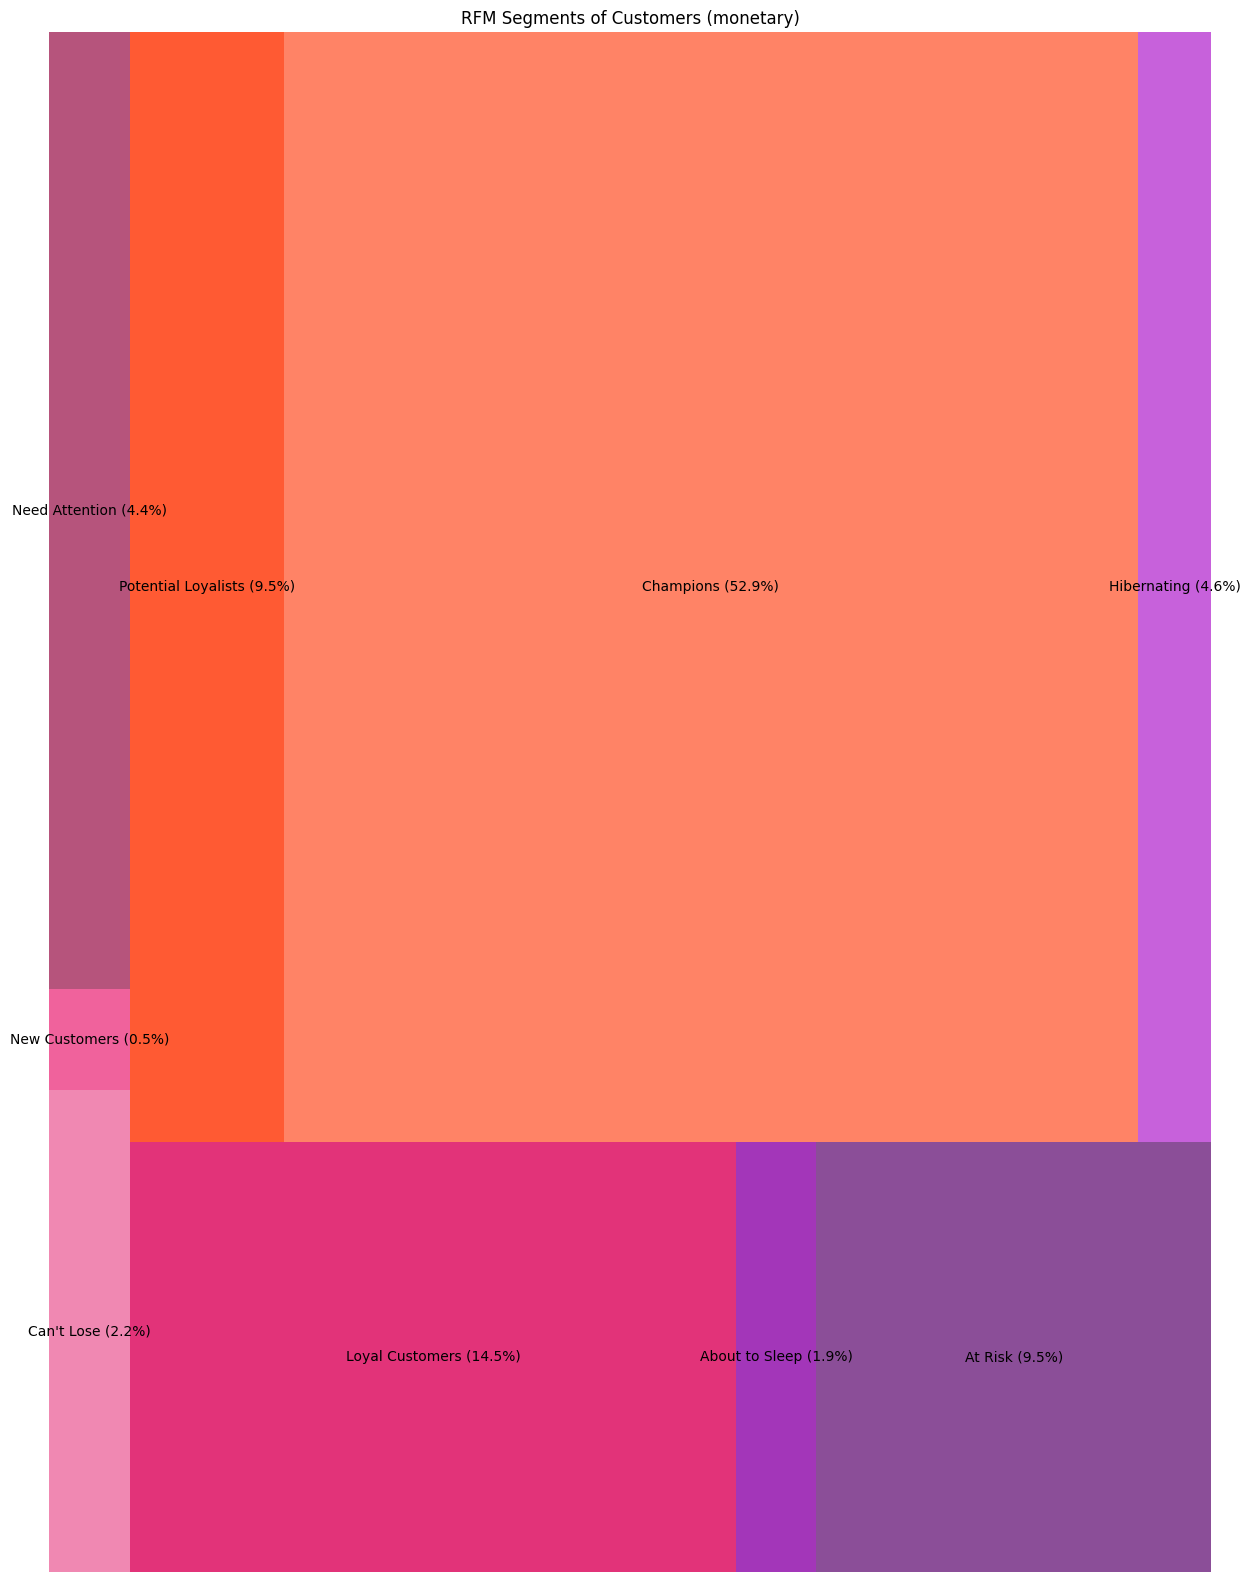 RFM Segments of Customers (monetary)
Need Attention (4.4%)
Potential Loyalists (9.5%)
Champions (52.9%)
Hibernating (4.6%)
New Customers (0.5%)
Can't Lose (2.2%)
Loyal Customers (14.5%)
About to Sleep (1.9%)
At Risk (9.5%)